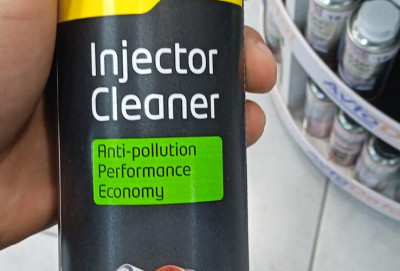 Injector
Cleaner
Anti-pollution
Performance
Economy